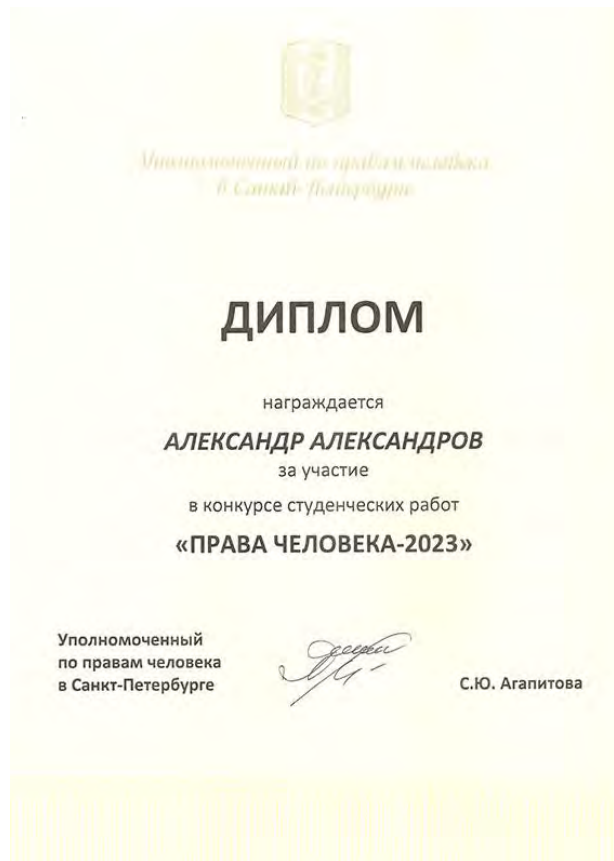 Уполномоченный по правам человека
в Санкт-Петербурге
ДИПЛОМ
награждается
АЛЕКСАНДР АЛЕКСАНДРОВ
за участие
в конкурсе студенческих работ
«ПРАВА ЧЕЛОВЕКА-2023»
Уполномоченный
по правам человека
в Санкт-Петербурге
С.Ю. Агапитова